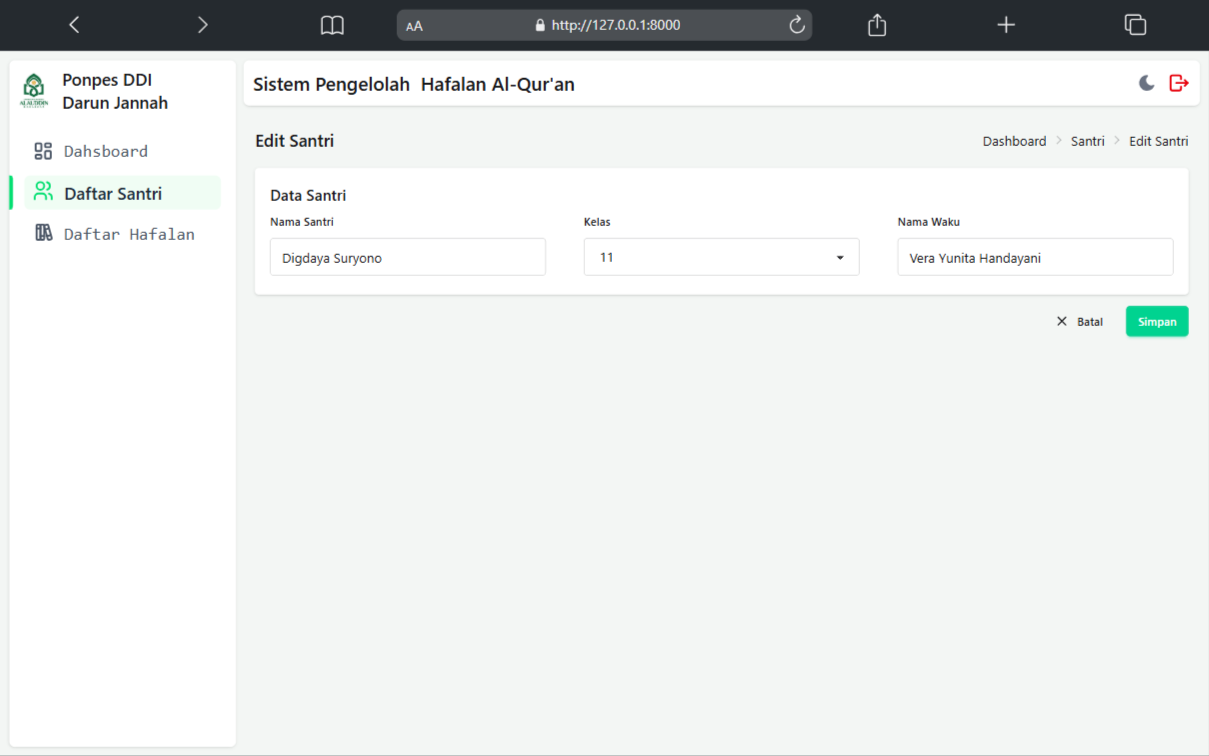 AA
http://127.0.0.1:8000
Ponpes DDI
Darun Jannah
Dahsboard
Daftar Santri
Daftar Hafalan
Sistem Pengelolah Hafalan Al-Qur'an
Edit Santri
Dashboard > Santri > Edit Santri
Data Santri
Nama Santri Kelas Nama Waku
Digdaya Suryono 11 Vera Yunita Handayani
Batal Simpan